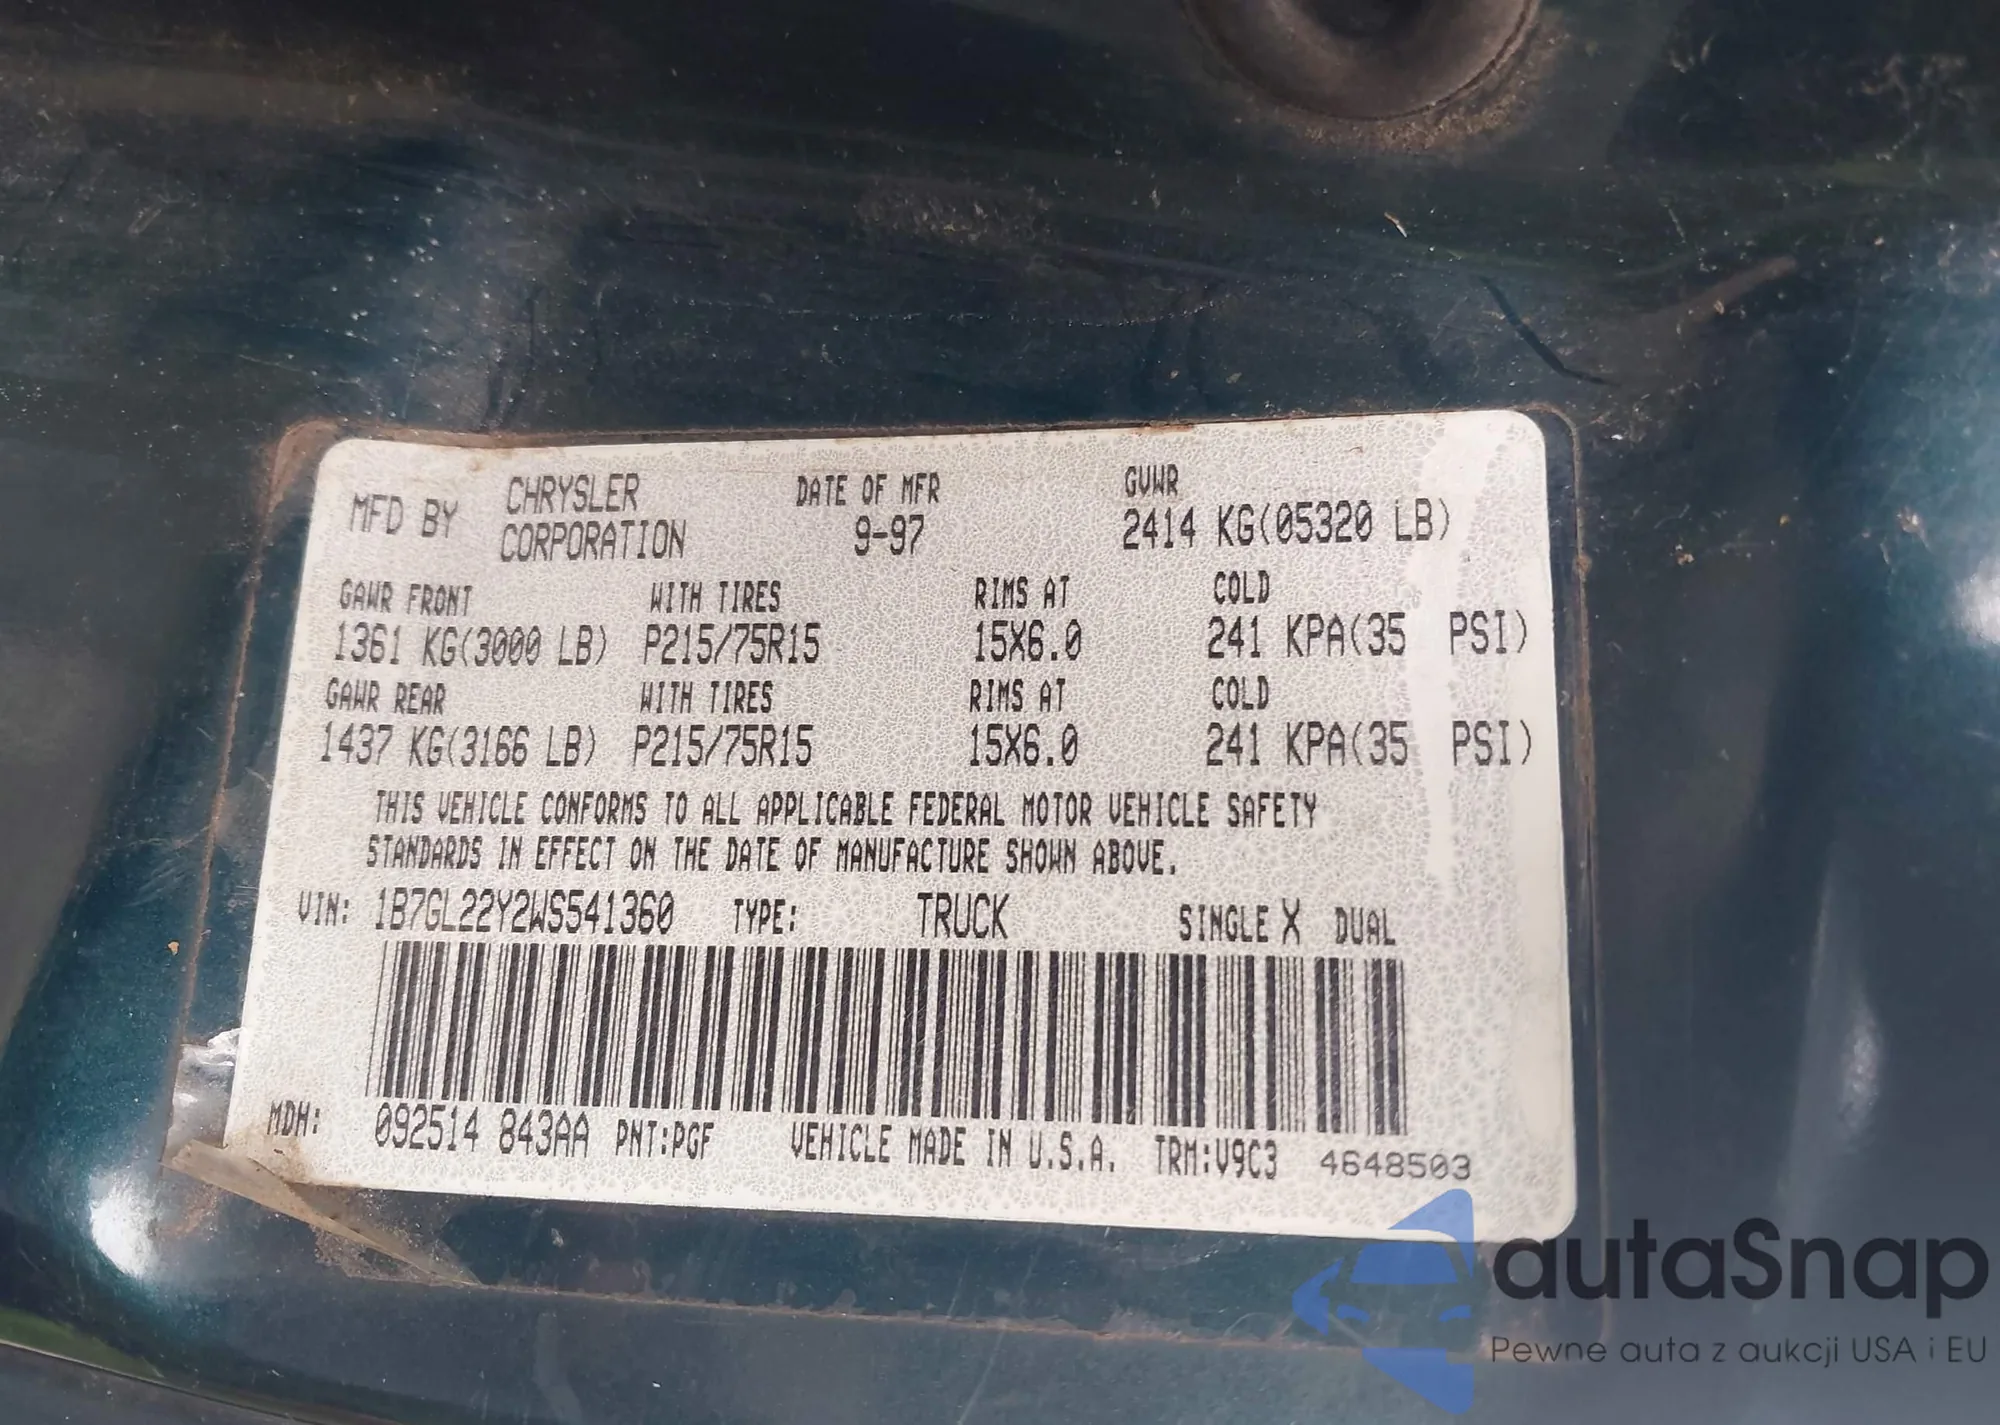 MFD BY CHRYSLER CORPORATION DATE OF MFR 9-97 GVWR 2414 KG(05320 LB)
GAWR FRONT WITH TIRES RIMS AT COLD
1361 KG(3000 LB) P215/75R15 15X6.0 241 KPA(35 PSI)
GAWR REAR WITH TIRES RIMS AT COLD
1437 KG(3166 LB) P215/75R15 15X6.0 241 KPA(35 PSI)
THIS VEHICLE CONFORMS TO ALL APPLICABLE FEDERAL MOTOR VEHICLE SAFETY
STANDARDS IN EFFECT ON THE DATE OF MANUFACTURE SHOWN ABOVE.
VIN: 1B7GL22Y2WS541360 TYPE: TRUCK SINGLE X DUAL
MDH: 092514 843AA PNT:PGF VEHICLE MADE IN U.S.A. TRM:V9C3 4648503
autaSnap
Pewne auta z aukcji USA i EU